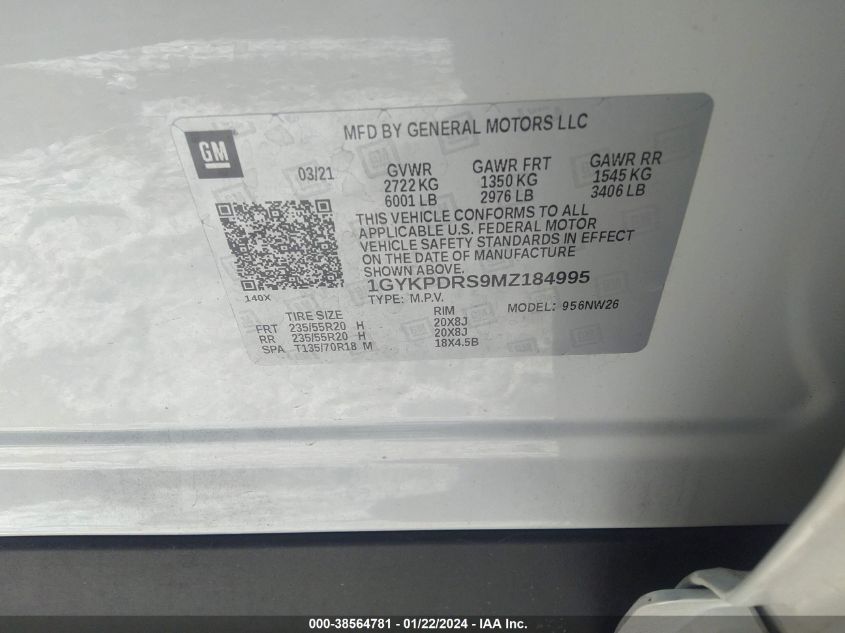 GM
MFD BY GENERAL MOTORS LLC
03/21 GVWR GAWR FRT GAWR RR
2722 KG 1350 KG 1545 KG
6001 LB 2976 LB 3406 LB
THIS VEHICLE CONFORMS TO ALL
APPLICABLE U.S. FEDERAL MOTOR
VEHICLE SAFETY STANDARDS IN EFFECT
ON THE DATE OF MANUFACTURE
SHOWN ABOVE.
1GYKPDRS9MZ184995
140X
TYPE: M.P.V. MODEL: 956NW26
TIRE SIZE RIM
FRT 235/55R20 H 20X8J
RR 235/55R20 H 20X8J
SPA T135/70R18 M 18X4.5B
000-38564781 - 01/22/2024 - IAA Inc.